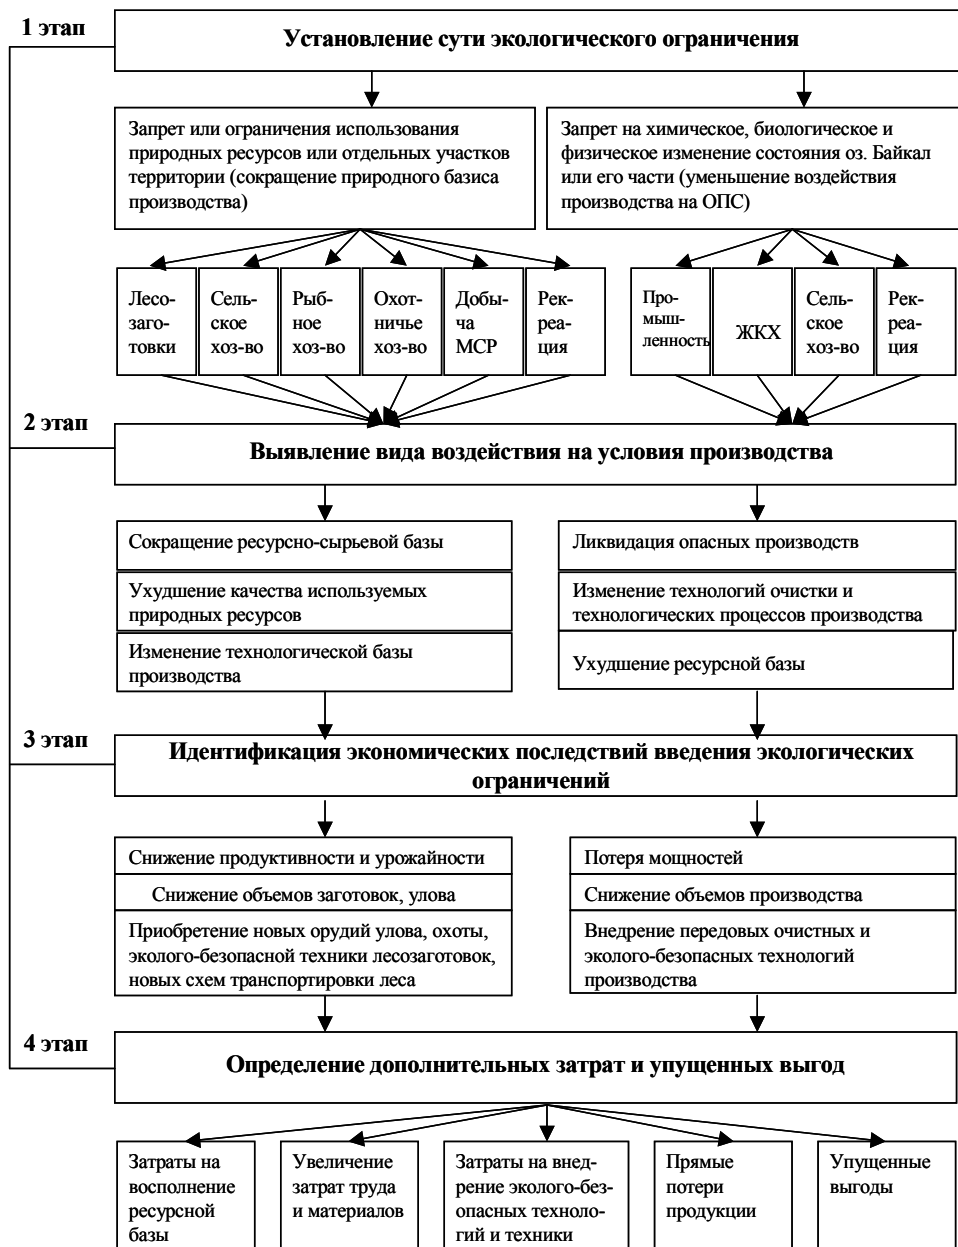 1 этап
Установление сути экологического ограничения
Запрет или ограничения использования
природных ресурсов или отдельных участков
территории (сокращение природного базиса
производства)
Запрет на химическое, биологическое и
физическое изменение состояния оз. Байкал
или его части (уменьшение воздействия
производства на ОПС)
Лесо-
заго-
товки
Сель-
ское
хоз-во
Рыб-
ное
хоз-во
Охот-
ничье
хоз-во
Добы-
ча
МСР
Рек-
реа-
ция
Про-
мыш-
ленность
ЖКХ
Сель-
ское
хоз-во
Рек-
реа-
ция
2 этап
Выявление вида воздействия на условия производства
Сокращение ресурсно-сырьевой базы
Ухудшение качества используемых
природных ресурсов
Изменение технологической базы
производства
Ликвидация опасных производств
Изменение технологий очистки и
технологических процессов производства
Ухудшение ресурсной базы
3 этап
Идентификация экономических последствий введения экологических
ограничений
Снижение продуктивности и урожайности
Снижение объемов заготовок, улова
Приобретение новых орудий улова, охоты,
эколого-безопасной техники лесозаготовок,
новых схем транспортировки леса
Потеря мощностей
Снижение объемов производства
Внедрение передовых очистных и
эколого-безопасных технологий
производства
4 этап
Определение дополнительных затрат и упущенных выгод
Затраты на
восполнение
ресурсной
базы
Увеличение
затрат труда
и материалов
Затраты на внед-
рение эколого-без-
опасных техноло-
гий и техники
Прямые
потери
продукции
Упущенные
выгоды